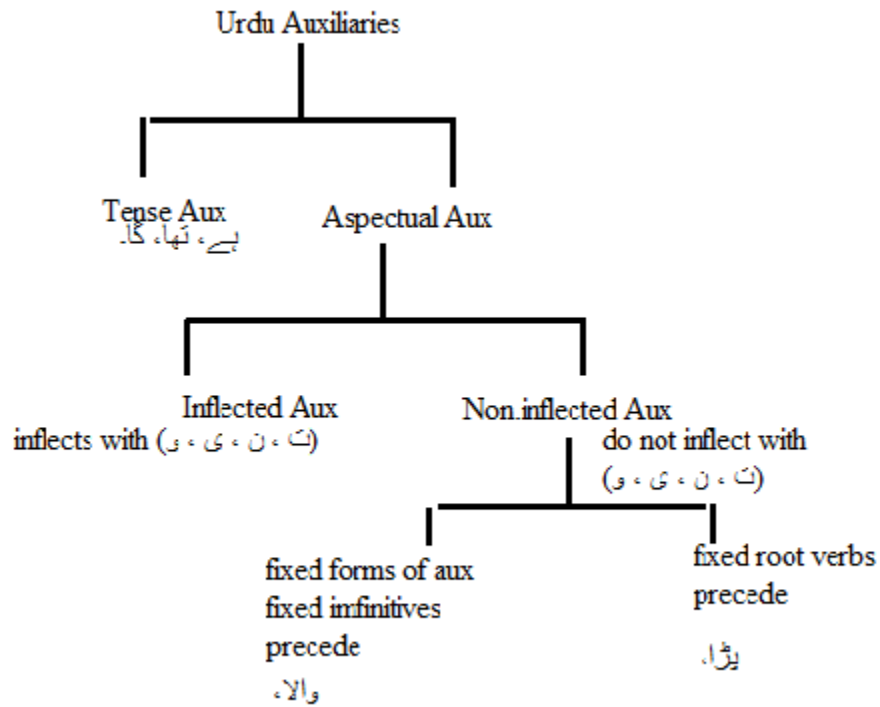 Urdu Auxiliaries
Tense Aux
ہے، تھا، گا۔
Aspectual Aux
Inflected Aux
inflects with (ت ، ن ، ی ، و)
Non.inflected Aux
do not inflect with
(ت ، ن ، ی ، و)
fixed forms of aux
fixed imfinitives
precede
والا،
fixed root verbs
precede
پڑا،